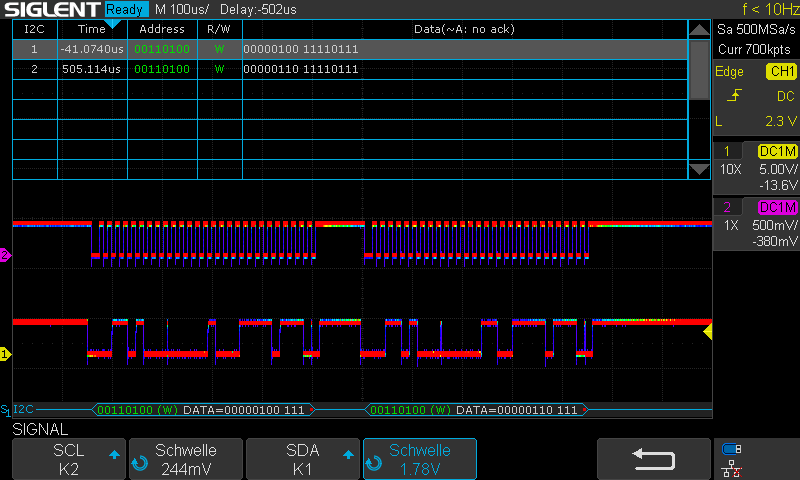 SIGLENT Ready M 100us/ Delay:-502us f < 10Hz
I2C Time Address R/W Data(~A: no ack)
1 -41.0740us 00110100 W 00000100 11110111
2 505.114us 00110100 W 00000110 11110111
Sa 500MSa/s
Curr 700kpts
Edge CH1
DC
L 2.3 V
1 DC1M
10X 5.00V/
-13.6V
2 DC1M
1X 500mV/
-380mV
2
1
S1 I2C 00110100 (W) DATA=00000100 111 00110100 (W) DATA=00000110 111
SIGNAL
SCL
K2
Schwelle
244mV
SDA
K1
Schwelle
1.78V